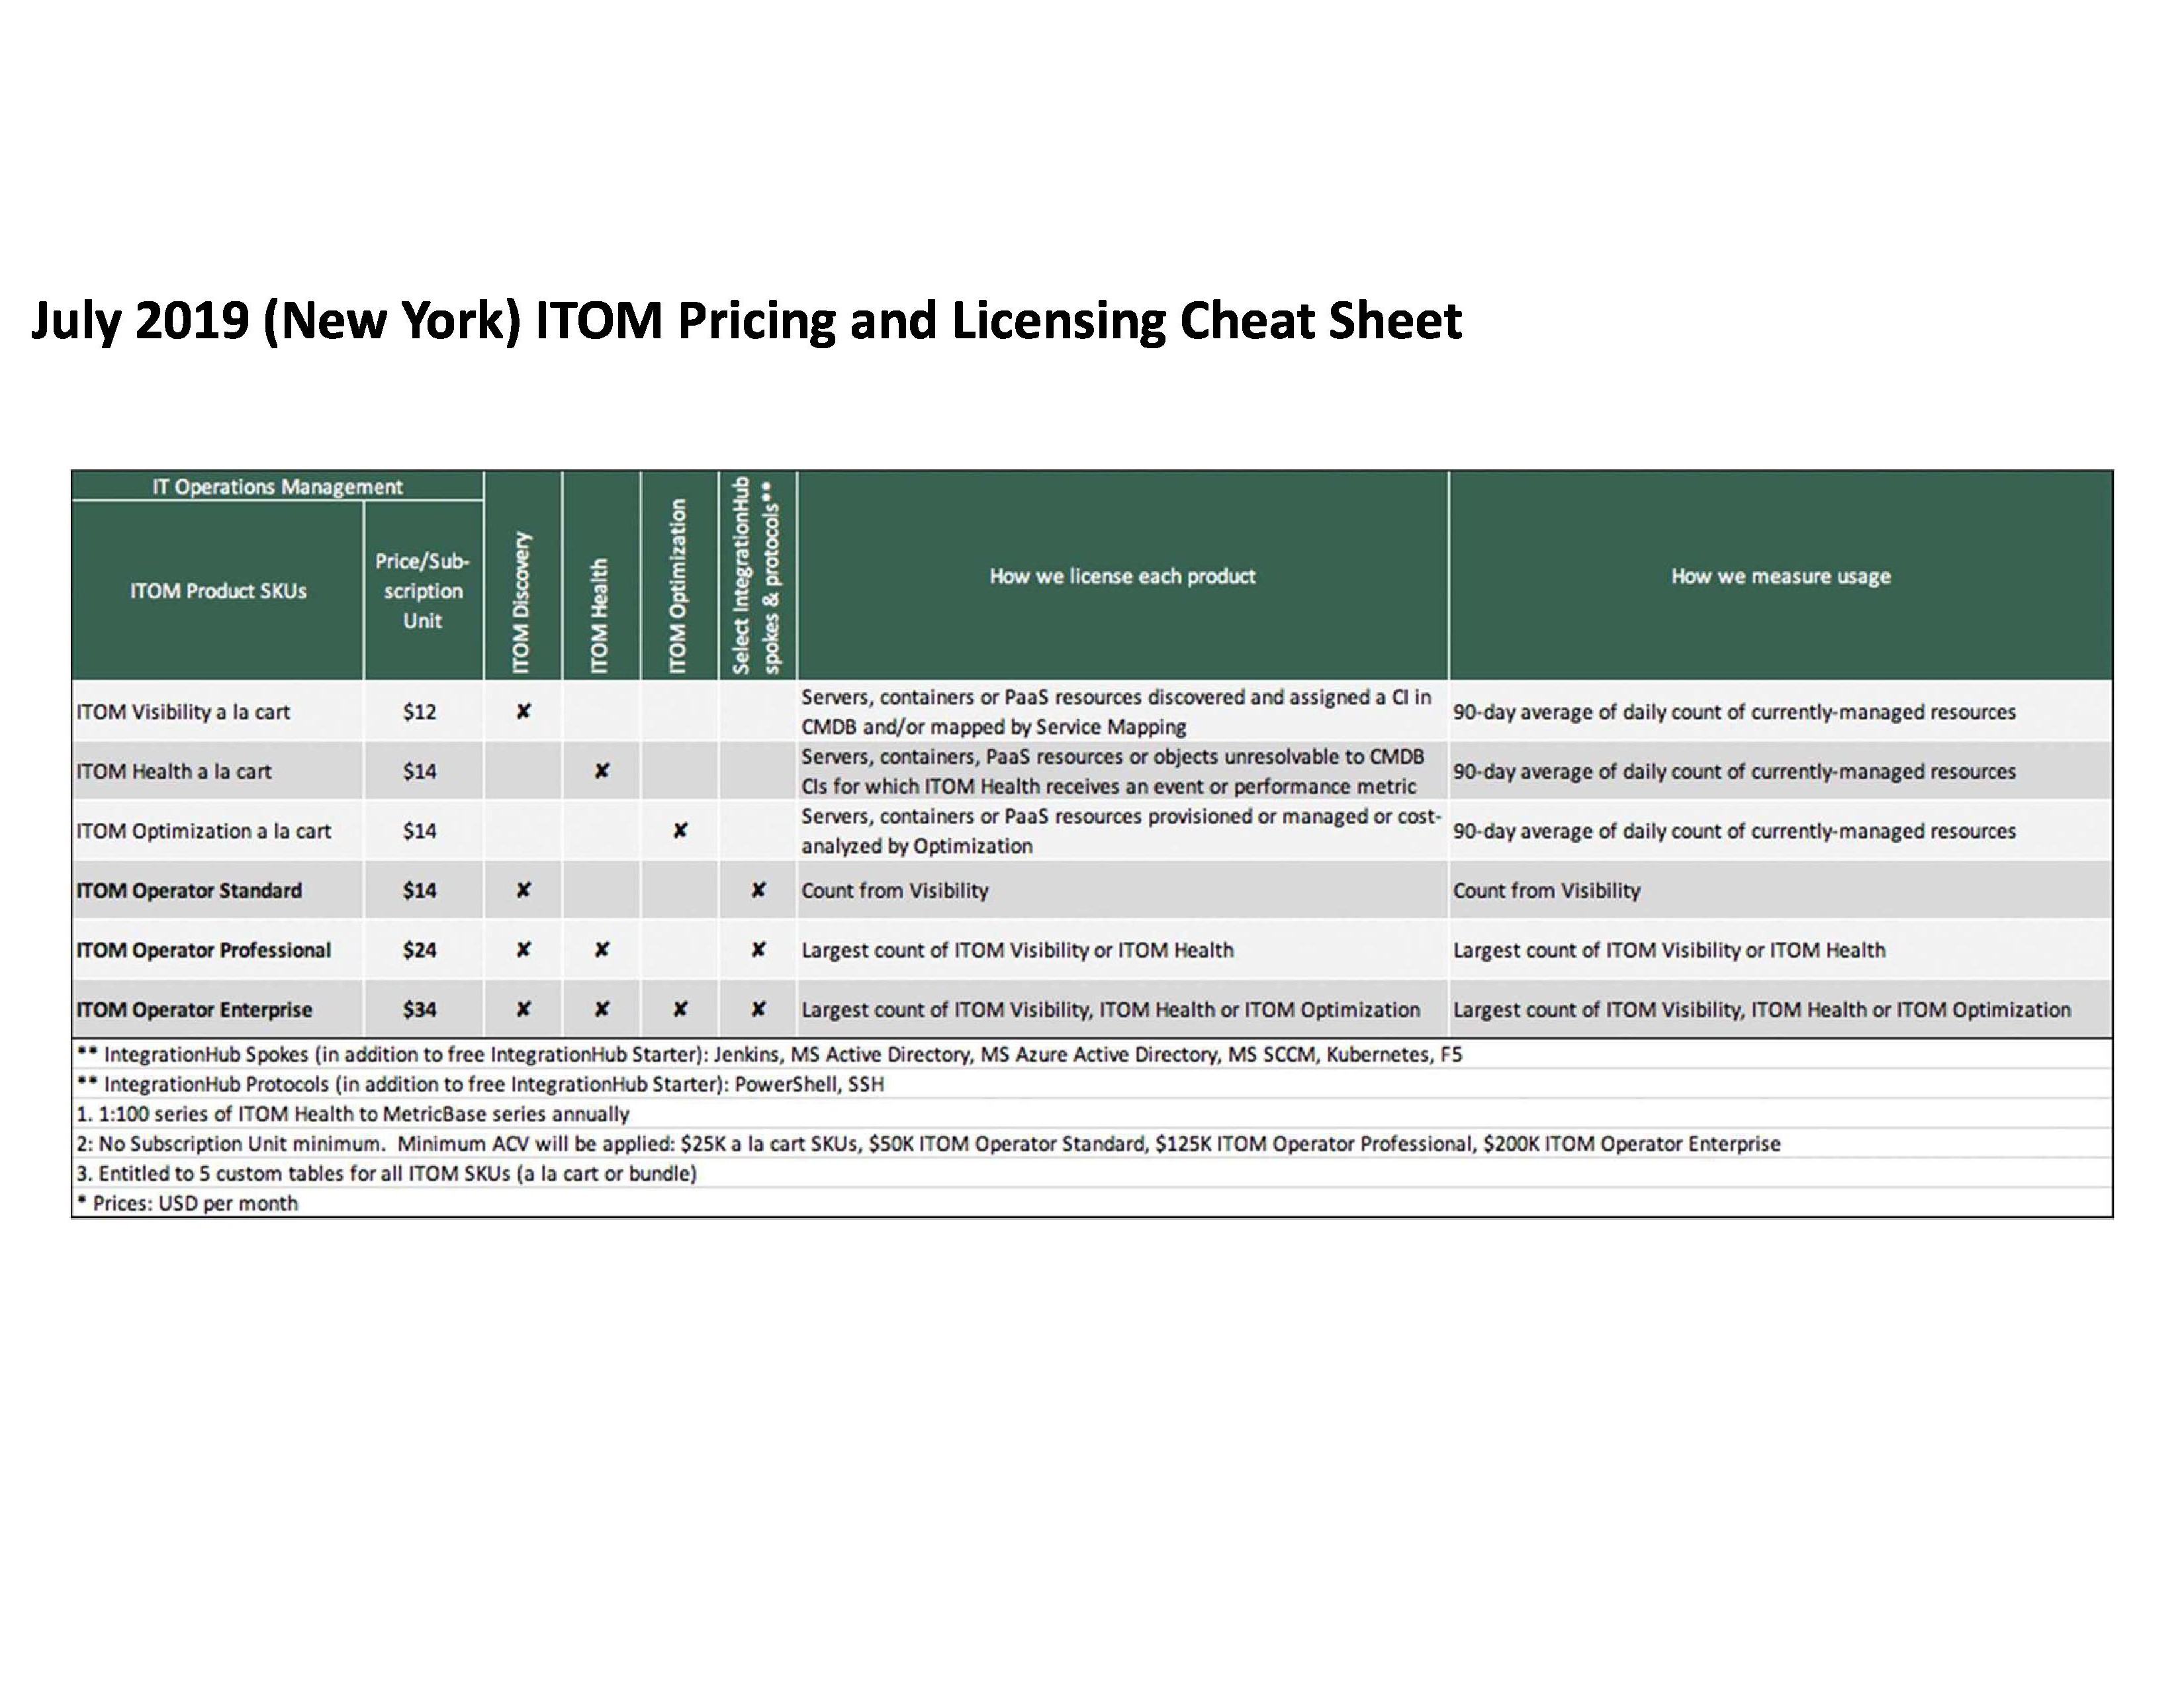 July 2019 (New York) ITOM Pricing and Licensing Cheat Sheet
IT Operations Management
ITOM Product SKUs
Price/Sub-
scription
Unit
ITOM Discovery
ITOM Health
ITOM Optimization
Select IntegrationHub
spokes & protocols**
How we license each product
How we measure usage
ITOM Visibility a la cart $12 ✘ Servers, containers or PaaS resources discovered and assigned a CI in
CMDB and/or mapped by Service Mapping
90-day average of daily count of currently-managed resources
ITOM Health a la cart $14 ✘ Servers, containers, PaaS resources or objects unresolvable to CMDB
CIs for which ITOM Health receives an event or performance metric
90-day average of daily count of currently-managed resources
ITOM Optimization a la cart $14 ✘ Servers, containers or PaaS resources provisioned or managed or cost-
analyzed by Optimization
90-day average of daily count of currently-managed resources
ITOM Operator Standard $14 ✘ ✘ Count from Visibility Count from Visibility
ITOM Operator Professional $24 ✘ ✘ ✘ Largest count of ITOM Visibility or ITOM Health Largest count of ITOM Visibility or ITOM Health
ITOM Operator Enterprise $34 ✘ ✘ ✘ ✘ Largest count of ITOM Visibility, ITOM Health or ITOM Optimization Largest count of ITOM Visibility, ITOM Health or ITOM Optimization
** IntegrationHub Spokes (in addition to free IntegrationHub Starter): Jenkins, MS Active Directory, MS Azure Active Directory, MS SCCM, Kubernetes, F5
** IntegrationHub Protocols (in addition to free IntegrationHub Starter): PowerShell, SSH
1. 1:100 series of ITOM Health to MetricBase series annually
2: No Subscription Unit minimum. Minimum ACV will be applied: $25K a la cart SKUs, $50K ITOM Operator Standard, $125K ITOM Operator Professional, $200K ITOM Operator Enterprise
3. Entitled to 5 custom tables for all ITOM SKUs (a la cart or bundle)
* Prices: USD per month